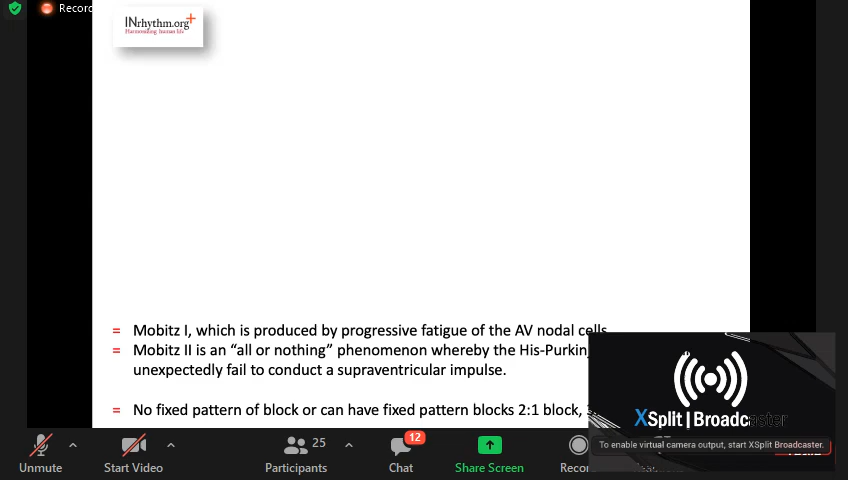 Record
INrhythm.org
Harmonising human life
= Mobitz I, which is produced by progressive fatigue of the AV nodal cells
= Mobitz II is an “all or nothing” phenomenon whereby the His-Purkinj
unexpectedly fail to conduct a supraventricular impulse.
= No fixed pattern of block or can have fixed pattern blocks 2:1 block,
XSplit | Broadcaster
To enable virtual camera output, start XSplit Broadcaster.
25
12
Unmute
Start Video
Participants
Chat
Share Screen
Record